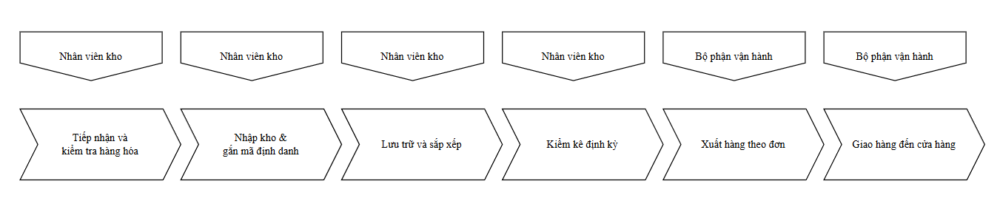 Nhân viên kho
Nhân viên kho
Nhân viên kho
Nhân viên kho
Bộ phận vận hành
Bộ phận vận hành
Tiếp nhận và
kiểm tra hàng hóa
Nhập kho &
gắn mã định danh
Lưu trữ và sắp xếp
Kiểm kê định kỳ
Xuất hàng theo đơn
Giao hàng đến cửa hàng